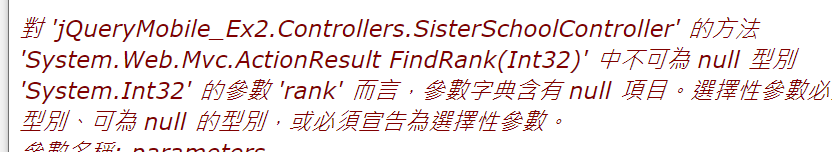 對 'jQueryMobile_Ex2.Controllers.SisterSchoolController' 的方法
'System.Web.Mvc.ActionResult FindRank(Int32)' 中不可為 null 型別
'System.Int32' 的參數 'rank' 而言，參數字典含有 null 項目。選擇性參數必
型別、可為 null 的型別，或必須宣告為選擇性參數。
參數名稱: parameters